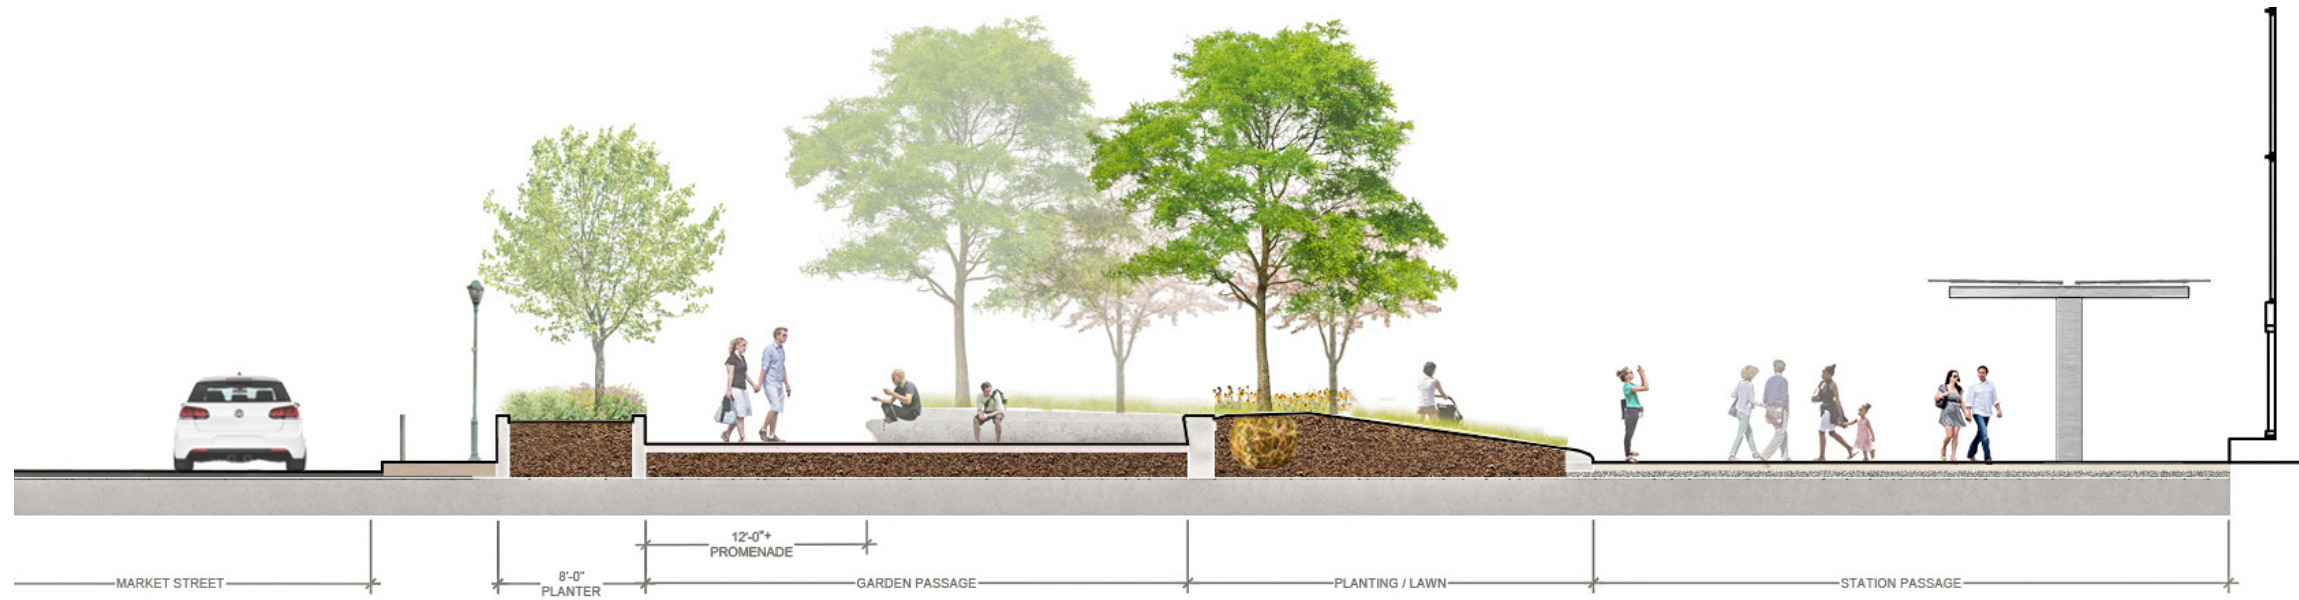 12'-0"+
PROMENADE
MARKET STREET
8'-0"
PLANTER
GARDEN PASSAGE
PLANTING / LAWN
STATION PASSAGE